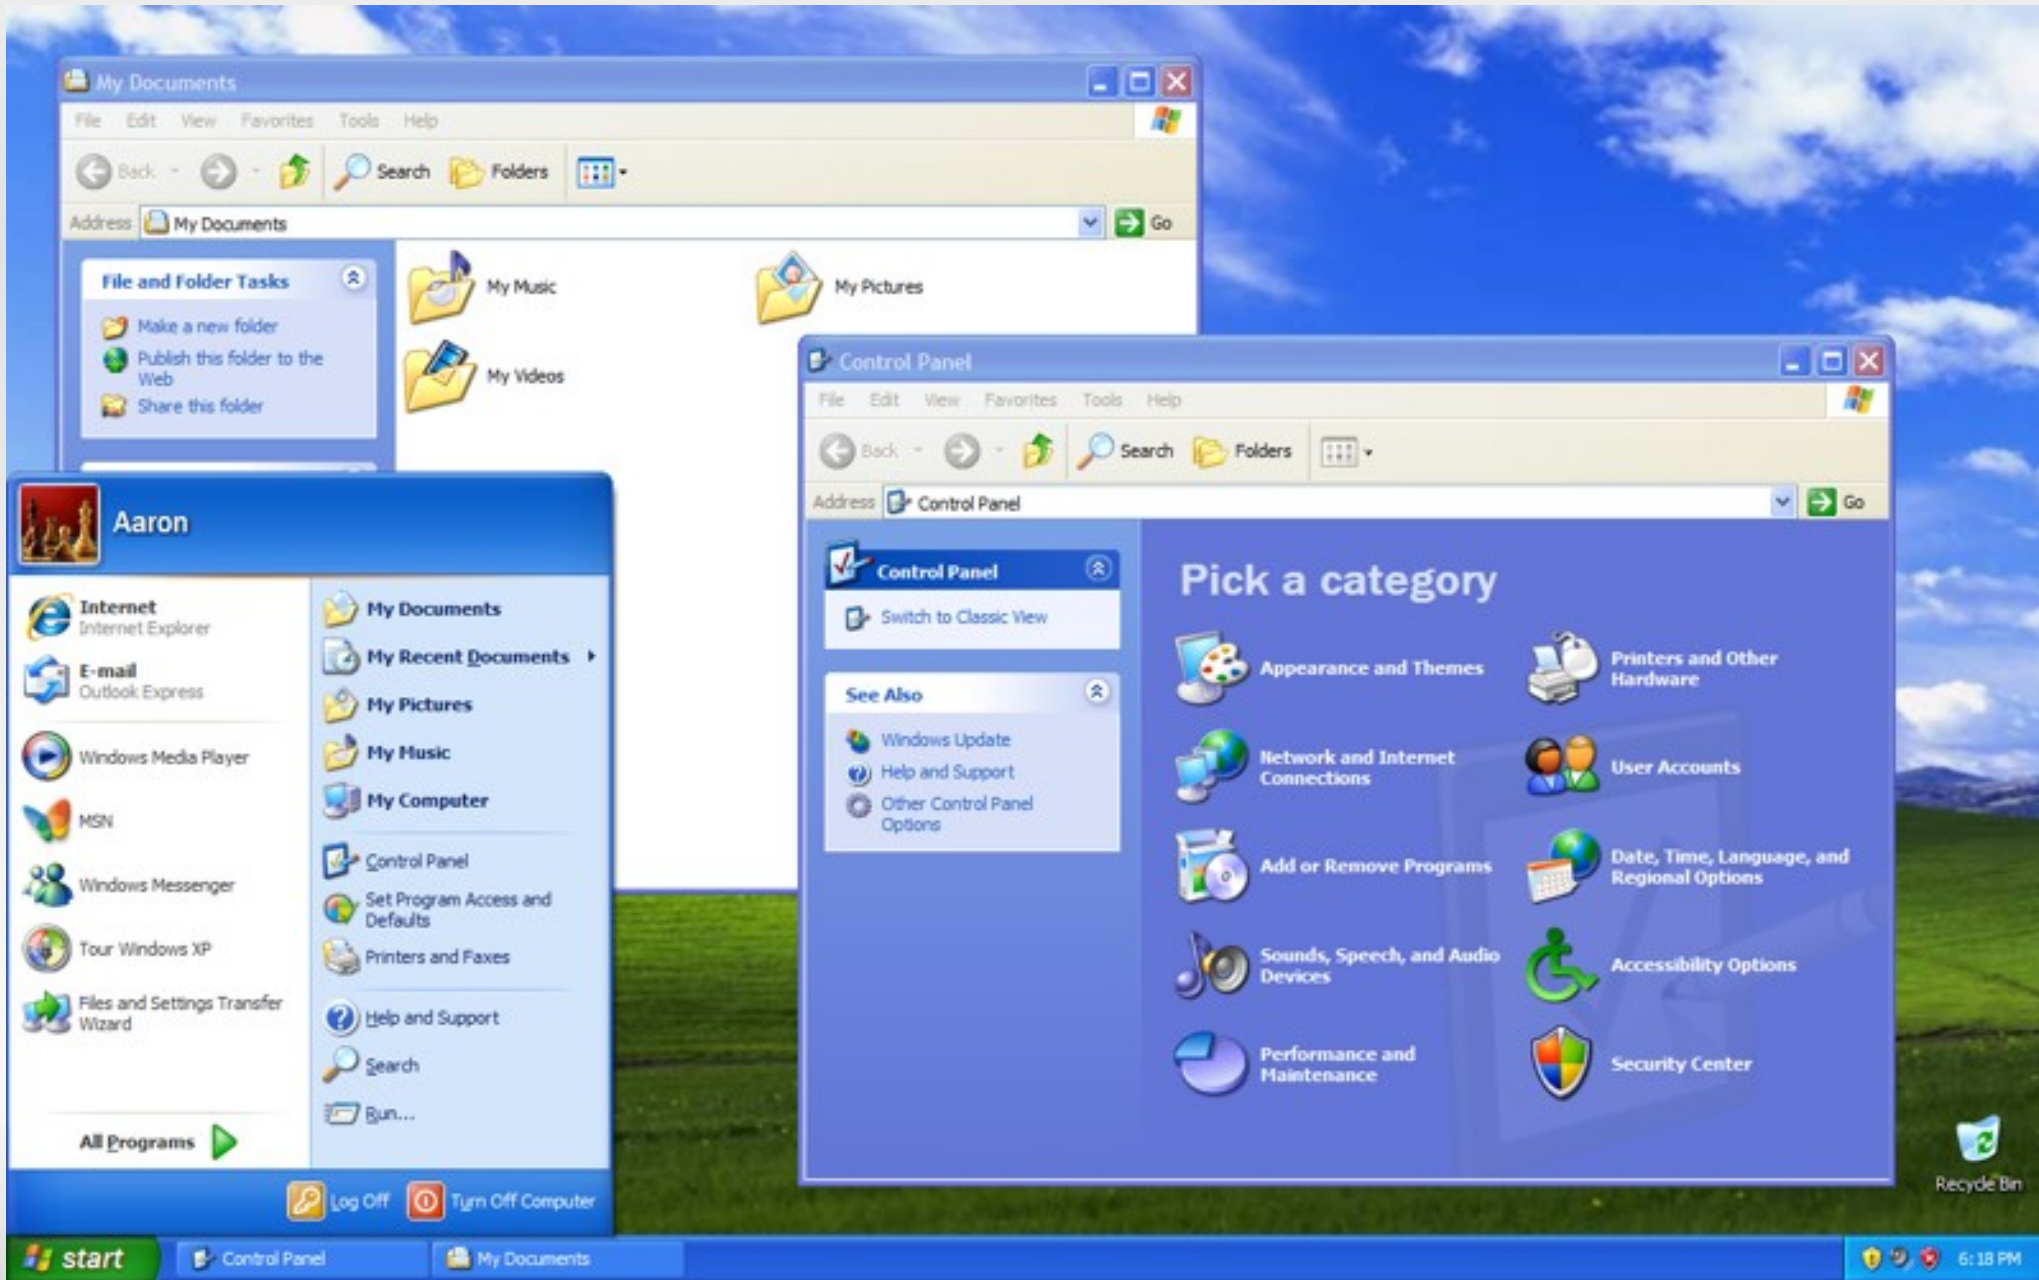 My Documents
File Edit View Favorites Tools Help
Back Search Folders
Address My Documents Go
File and Folder Tasks
Make a new folder
Publish this folder to the
Web
Share this folder
My Music
My Pictures
My Videos
Control Panel
File Edit View Favorites Tools Help
Back Search Folders
Address Control Panel Go
Control Panel
Switch to Classic View
See Also
Windows Update
Help and Support
Other Control Panel
Options
Pick a category
Appearance and Themes
Printers and Other
Hardware
Network and Internet
Connections
User Accounts
Add or Remove Programs
Date, Time, Language, and
Regional Options
Sounds, Speech, and Audio
Devices
Accessibility Options
Performance and
Maintenance
Security Center
Aaron
Internet
Internet Explorer
E-mail
Outlook Express
Windows Media Player
MSN
Windows Messenger
Tour Windows XP
Files and Settings Transfer
Wizard
All Programs
My Documents
My Recent Documents
My Pictures
My Music
My Computer
Control Panel
Set Program Access and
Defaults
Printers and Faxes
Help and Support
Search
Run...
Log Off Turn Off Computer
Recycle Bin
start Control Panel My Documents 6:18 PM